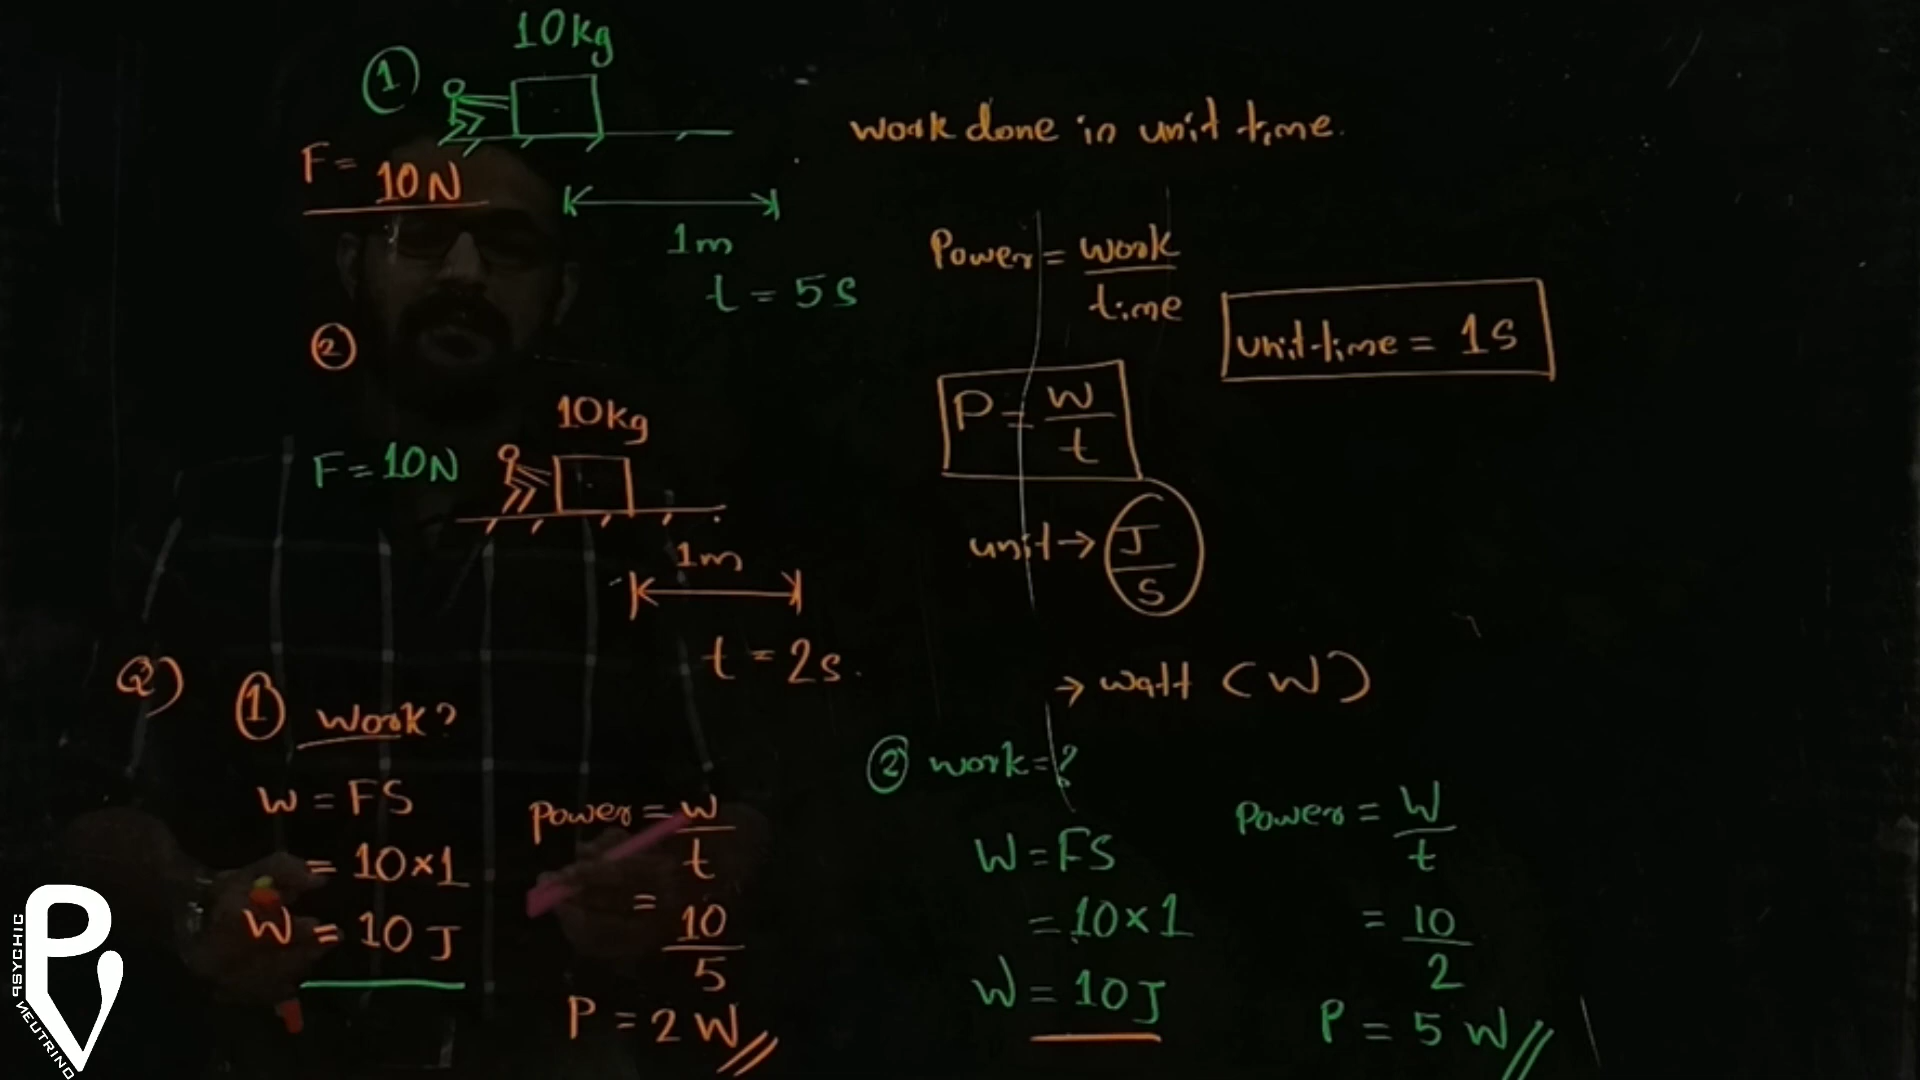 10kg
①
F = 10N
1m
t = 5s
②
10kg
F = 10N
1m
t = 2s.
Q)
① Work?
W = FS
= 10×1
W = 10 J
Power = W/t
= 10/5
P = 2 W
work done in unit time.
Power = work/time
unit time = 1s
P = W/t
unit → J/s
→ watt (W)
② work = ?
W = FS
= 10×1
W = 10J
Power = W/t
= 10/2
P = 5 W
PSYCHIC
NEUTRINO